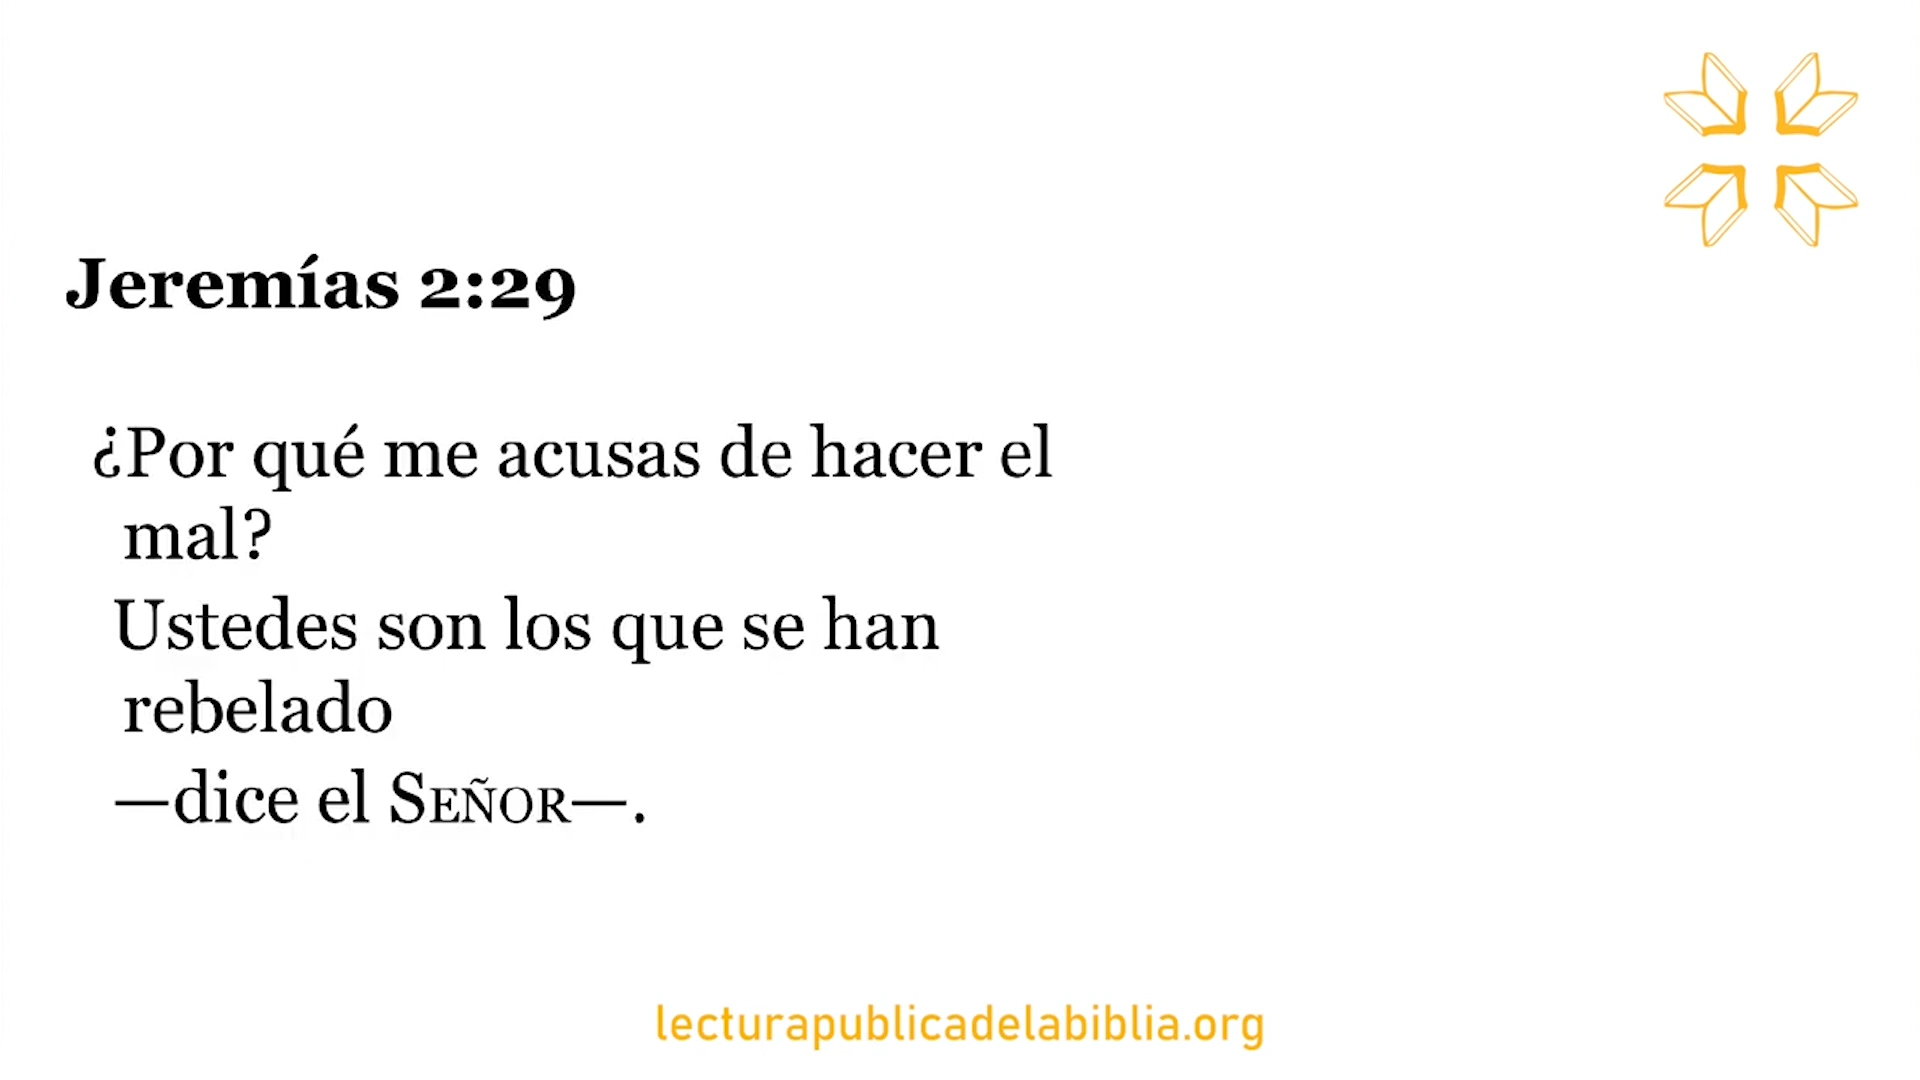 Jeremías 2:29
¿Por qué me acusas de hacer el
mal?
Ustedes son los que se han
rebelado
—dice el SEÑOR—.
lecturapublicadelabiblia.org